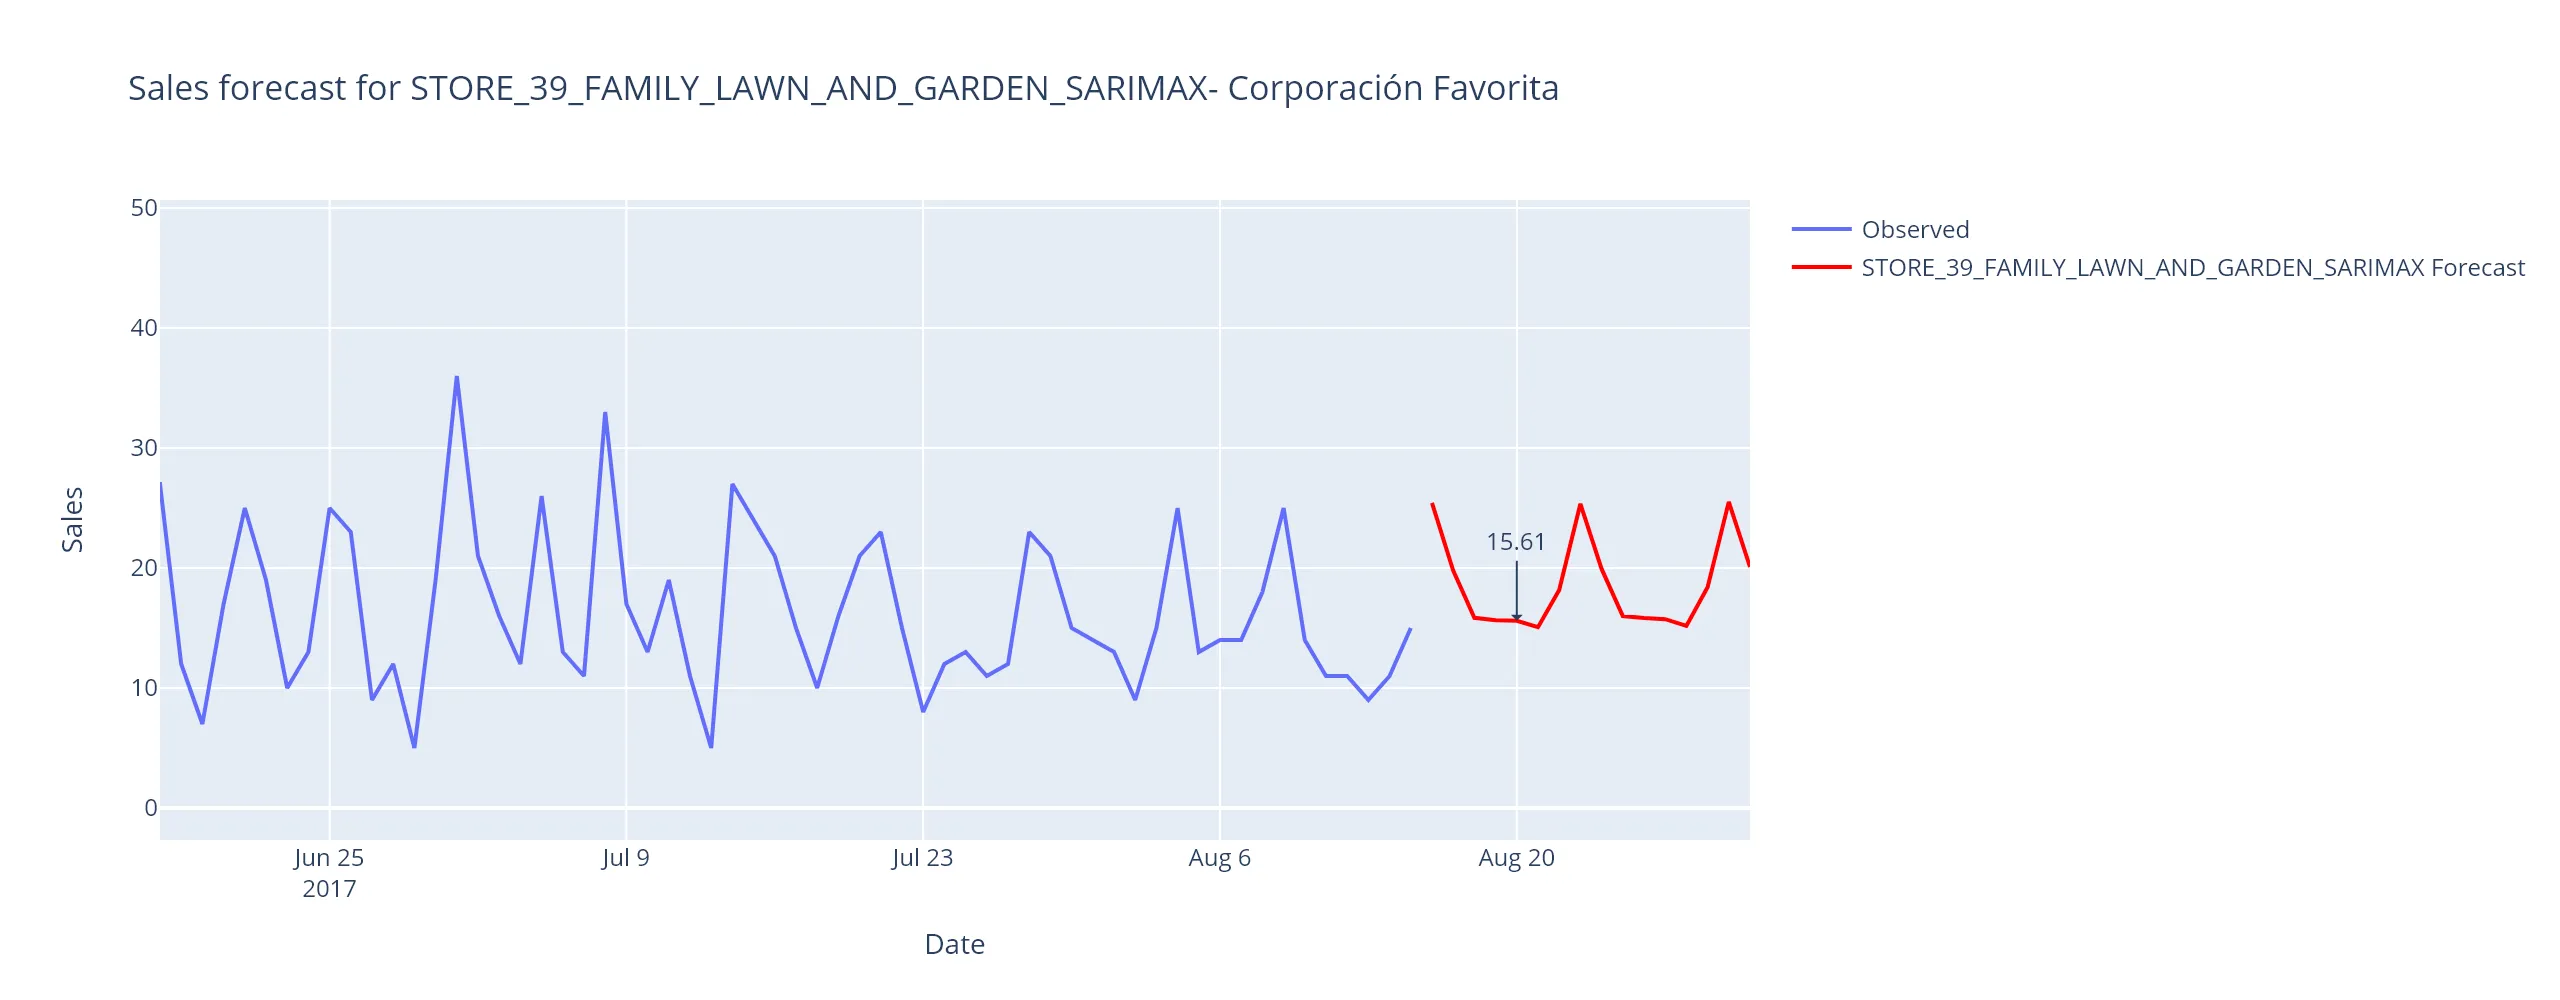 Sales forecast for STORE_39_FAMILY_LAWN_AND_GARDEN_SARIMAX- Corporación Favorita
50
40
30
20
10
0
Sales
15.61
Jun 25
2017
Jul 9
Jul 23
Aug 6
Aug 20
Date
Observed
STORE_39_FAMILY_LAWN_AND_GARDEN_SARIMAX Forecast